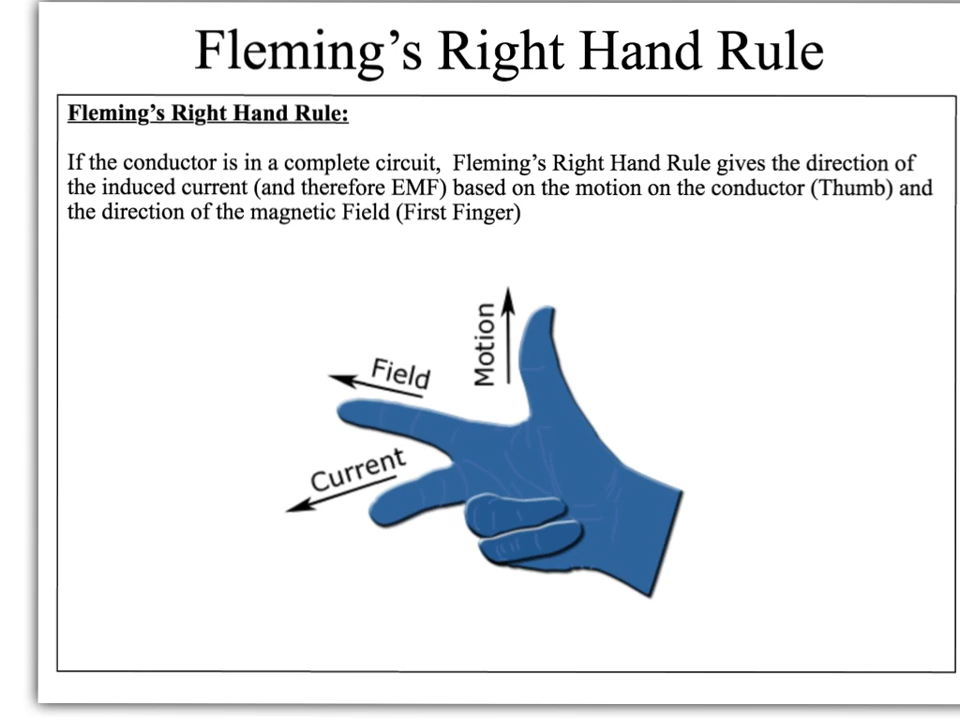 Fleming's Right Hand Rule
Fleming's Right Hand Rule:
If the conductor is in a complete circuit,  Fleming's Right Hand Rule gives the direction of
the induced current (and therefore EMF) based on the motion on the conductor (Thumb) and
the direction of the magnetic Field (First Finger)
Motion
Field
Current